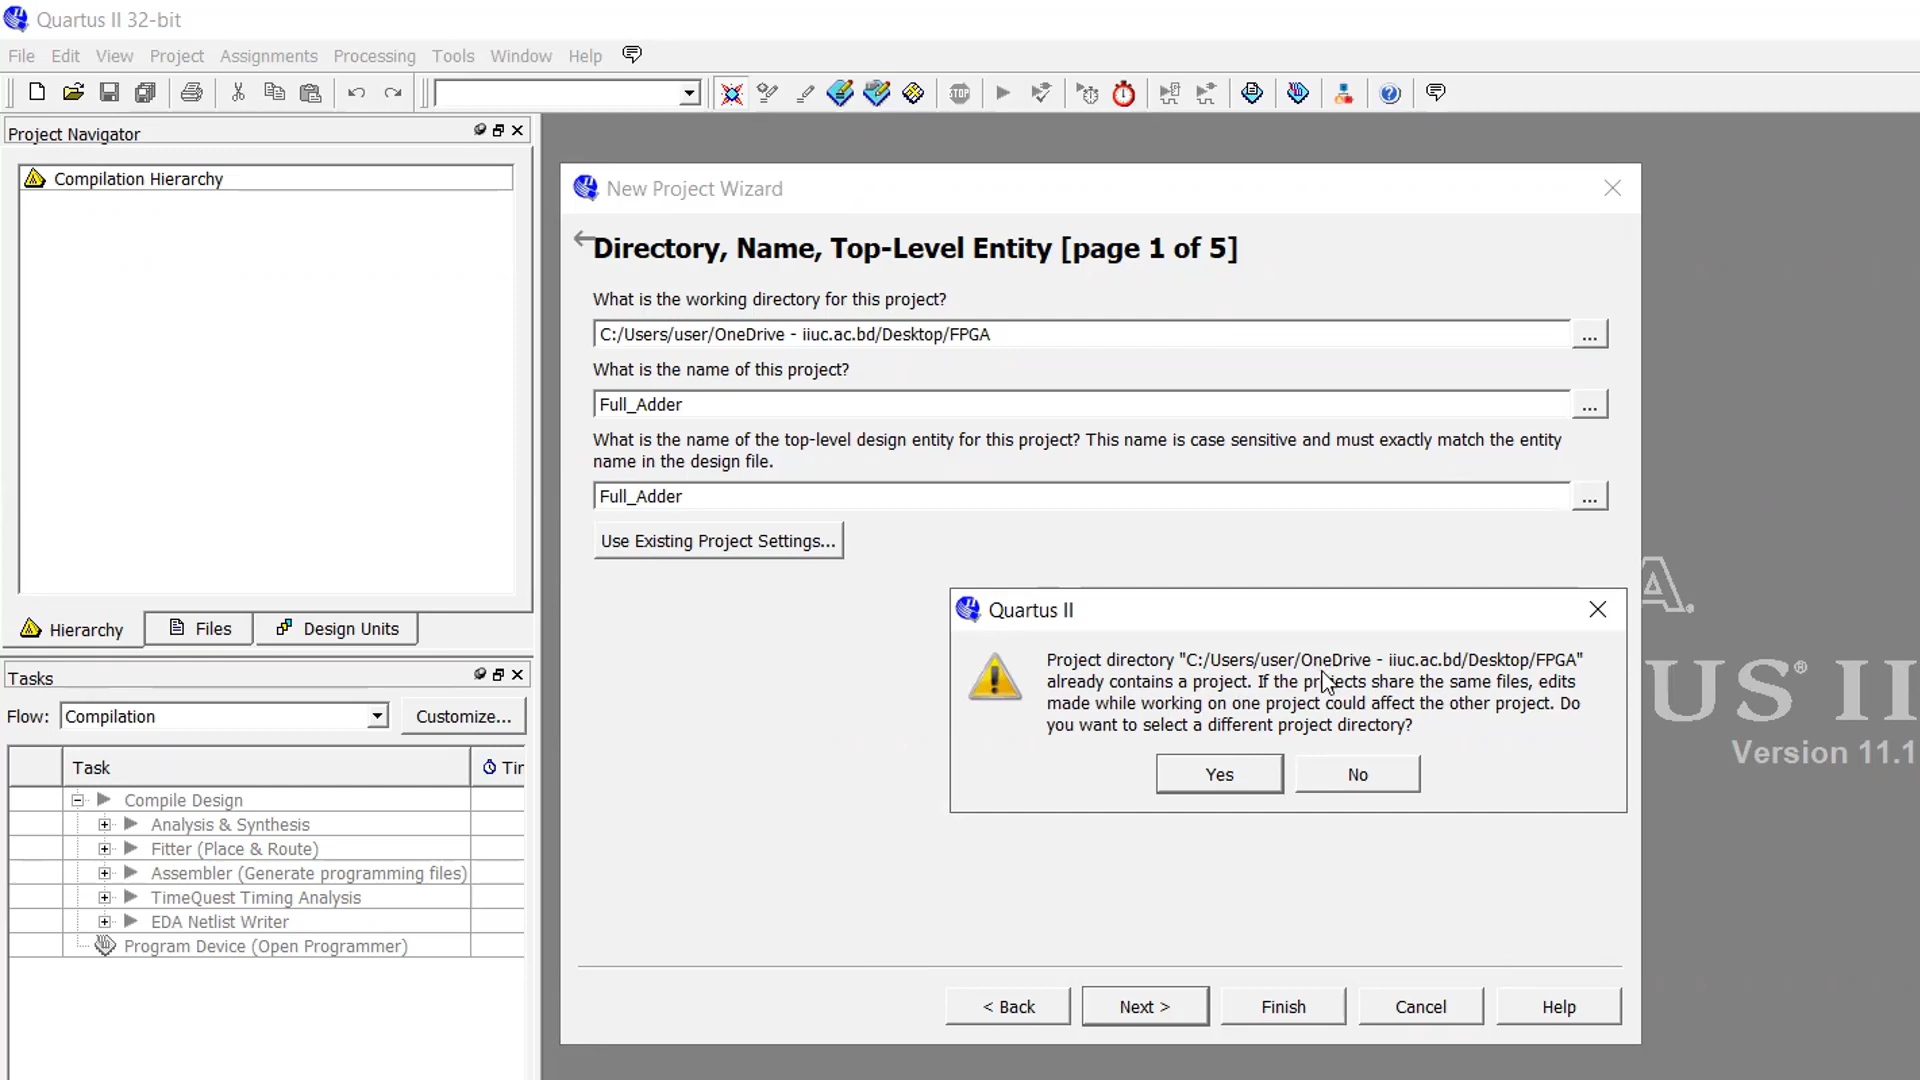 Quartus II 32-bit
File Edit View Project Assignments Processing Tools Window Help
STOP
Project Navigator
Compilation Hierarchy
Hierarchy Files Design Units
Tasks
Flow: Compilation Customize...
Task Tir
Compile Design
Analysis & Synthesis
Fitter (Place & Route)
Assembler (Generate programming files)
TimeQuest Timing Analysis
EDA Netlist Writer
Program Device (Open Programmer)
New Project Wizard
Directory, Name, Top-Level Entity [page 1 of 5]
What is the working directory for this project?
C:/Users/user/OneDrive - iiuc.ac.bd/Desktop/FPGA
...
What is the name of this project?
Full_Adder
...
What is the name of the top-level design entity for this project? This name is case sensitive and must exactly match the entity
name in the design file.
Full_Adder
...
Use Existing Project Settings...
Quartus II
Project directory "C:/Users/user/OneDrive - iiuc.ac.bd/Desktop/FPGA"
already contains a project. If the projects share the same files, edits
made while working on one project could affect the other project. Do
you want to select a different project directory?
Yes No
< Back Next > Finish Cancel Help
A.
US® II
Version 11.1